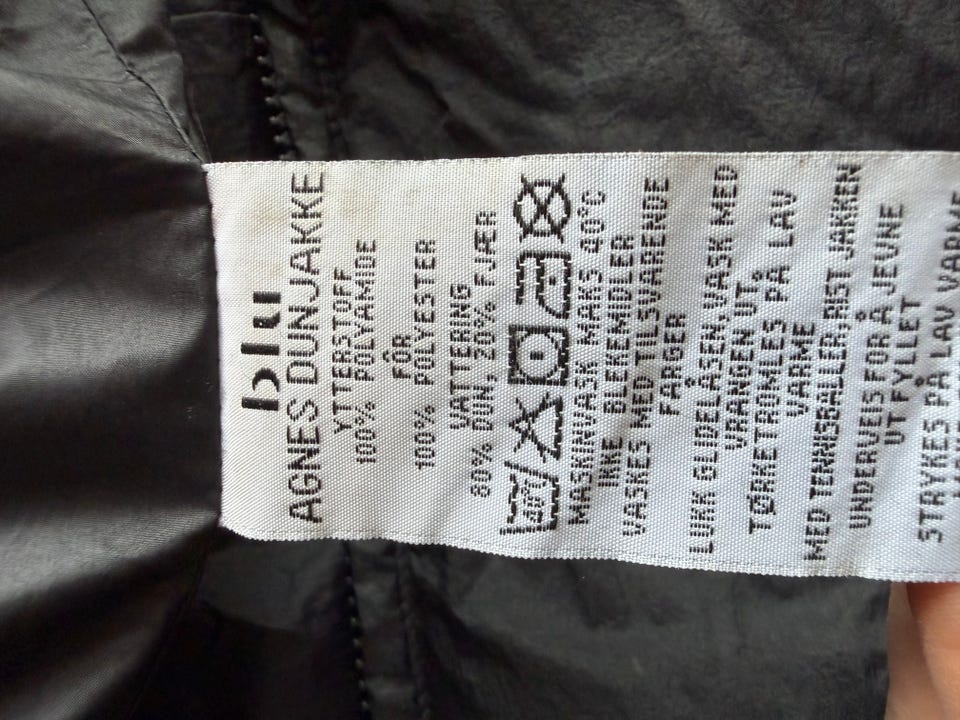 blu
AGNES DUNJAKKE
YTTERSTOFF
100% POLYAMIDE
FÔR
100% POLYESTER
VATTERING
80% DUN, 20% FJÆR
40°
MASKINVASK MAKS 40°C
IKKE BLEKEMIDLER
VASKES MED TILSVARENDE
FARGER
LUKK GLIDELÅSEN, VASK MED
VRANGEN UT.
TØRKETROMLES PÅ LAV
VARME
MED TENNISBALLER, RIST JAKKEN
UNDERVEIS FOR Å JEVNE
UT FYLLET
STRYKES PÅ LAV VARME